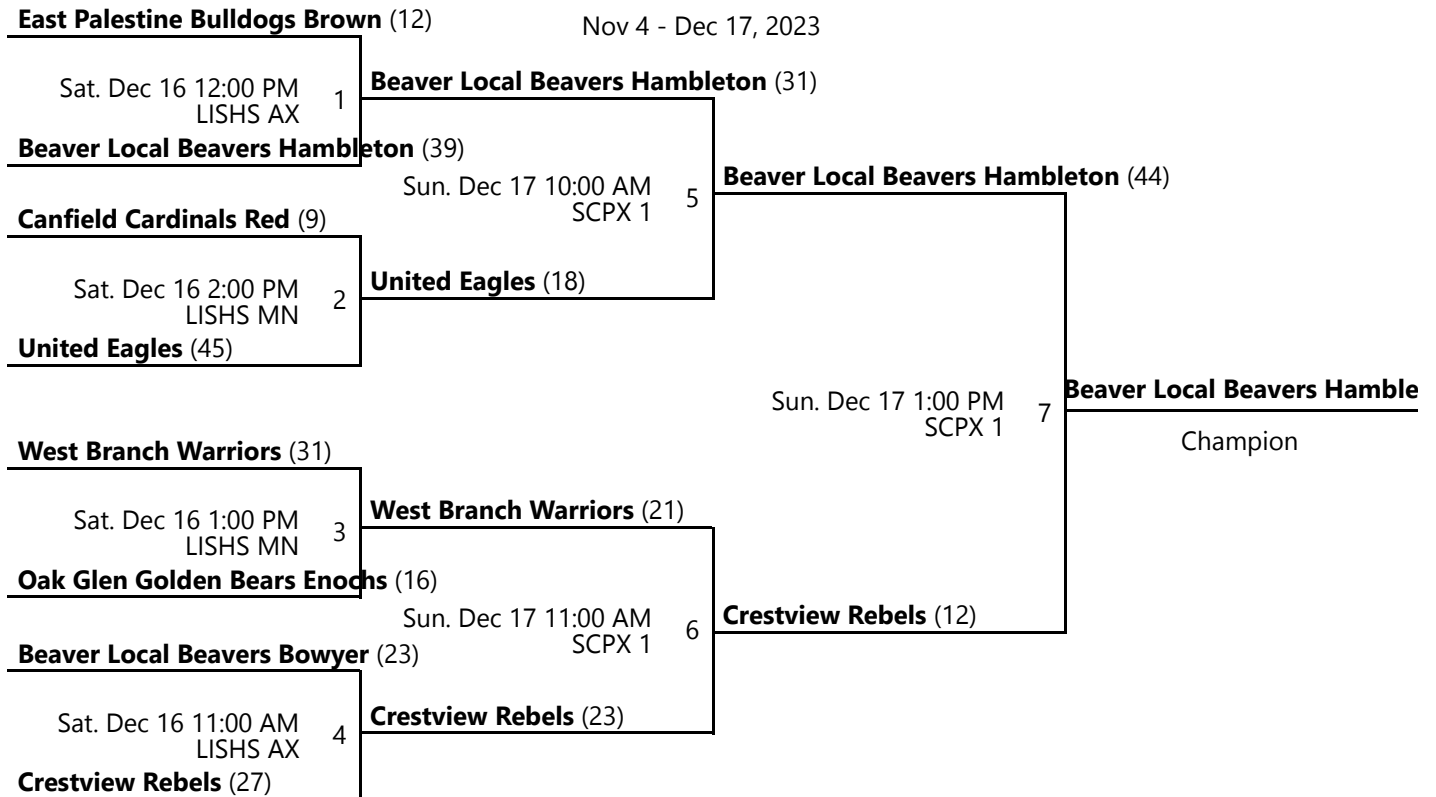 East Palestine Bulldogs Brown (12)
Nov 4 - Dec 17, 2023
Sat. Dec 16 12:00 PM
LISHS AX
1
Beaver Local Beavers Hambleton (31)
Beaver Local Beavers Hambleton (39)
Sun. Dec 17 10:00 AM
SCPX 1
5
Beaver Local Beavers Hambleton (44)
Canfield Cardinals Red (9)
Sat. Dec 16 2:00 PM
LISHS MN
2
United Eagles (18)
United Eagles (45)
Sun. Dec 17 1:00 PM
SCPX 1
7
Beaver Local Beavers Hamble
Champion
West Branch Warriors (31)
Sat. Dec 16 1:00 PM
LISHS MN
3
West Branch Warriors (21)
Oak Glen Golden Bears Enochs (16)
Sun. Dec 17 11:00 AM
SCPX 1
6
Crestview Rebels (12)
Beaver Local Beavers Bowyer (23)
Sat. Dec 16 11:00 AM
LISHS AX
4
Crestview Rebels (23)
Crestview Rebels (27)